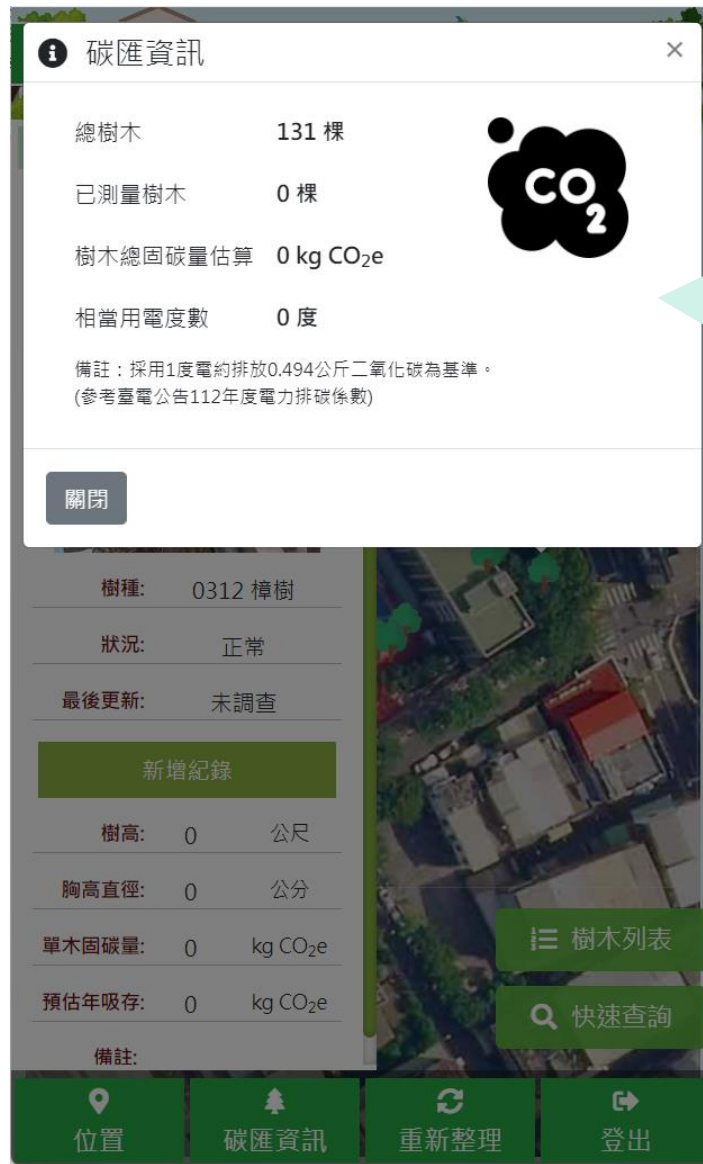 碳匯資訊
×
總樹木 131 棵
已測量樹木 0 棵
樹木總固碳量估算 0 kg CO₂e
相當用電度數 0 度
CO₂
備註：採用1度電約排放0.494公斤二氧化碳為基準。
(參考臺電公告112年度電力排碳係數)
關閉
樹種: 0312 樟樹
狀況: 正常
最後更新: 未調查
新增紀錄
樹高: 0 公尺
胸高直徑: 0 公分
單木固碳量: 0 kg CO₂e
預估年吸存: 0 kg CO₂e
備註:
樹木列表
快速查詢
位置 碳匯資訊 重新整理 登出